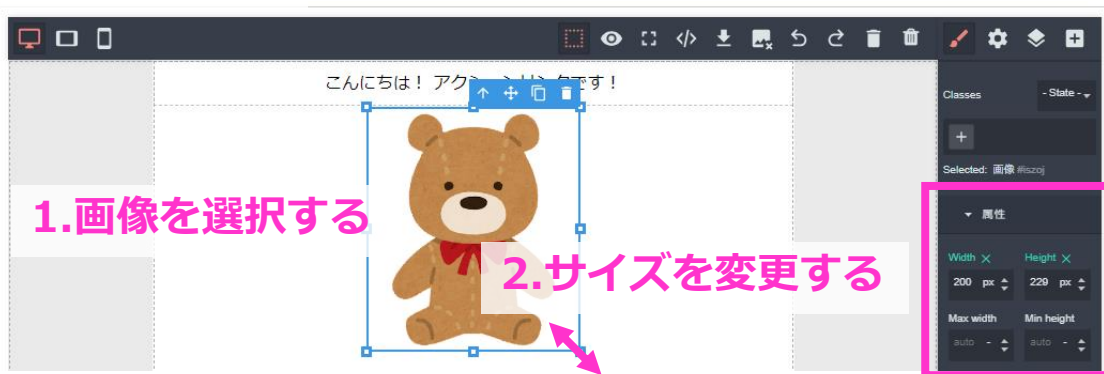 こんにちは！ アクションリンクです！
Classes
- State -
Selected: 画像 #iszoj
1.画像を選択する
属性
2.サイズを変更する
Width ×
Height ×
200 px
229 px
Max width
Min height
auto -
auto -